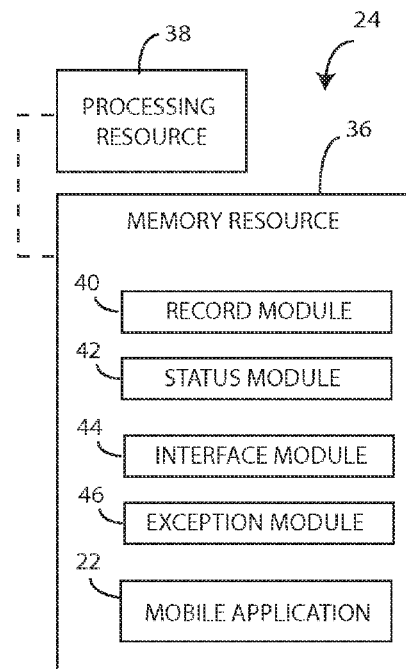 38
24
PROCESSING
RESOURCE
36
MEMORY RESOURCE
40
RECORD MODULE
42
STATUS MODULE
44
INTERFACE MODULE
46
EXCEPTION MODULE
22
MOBILE APPLICATION